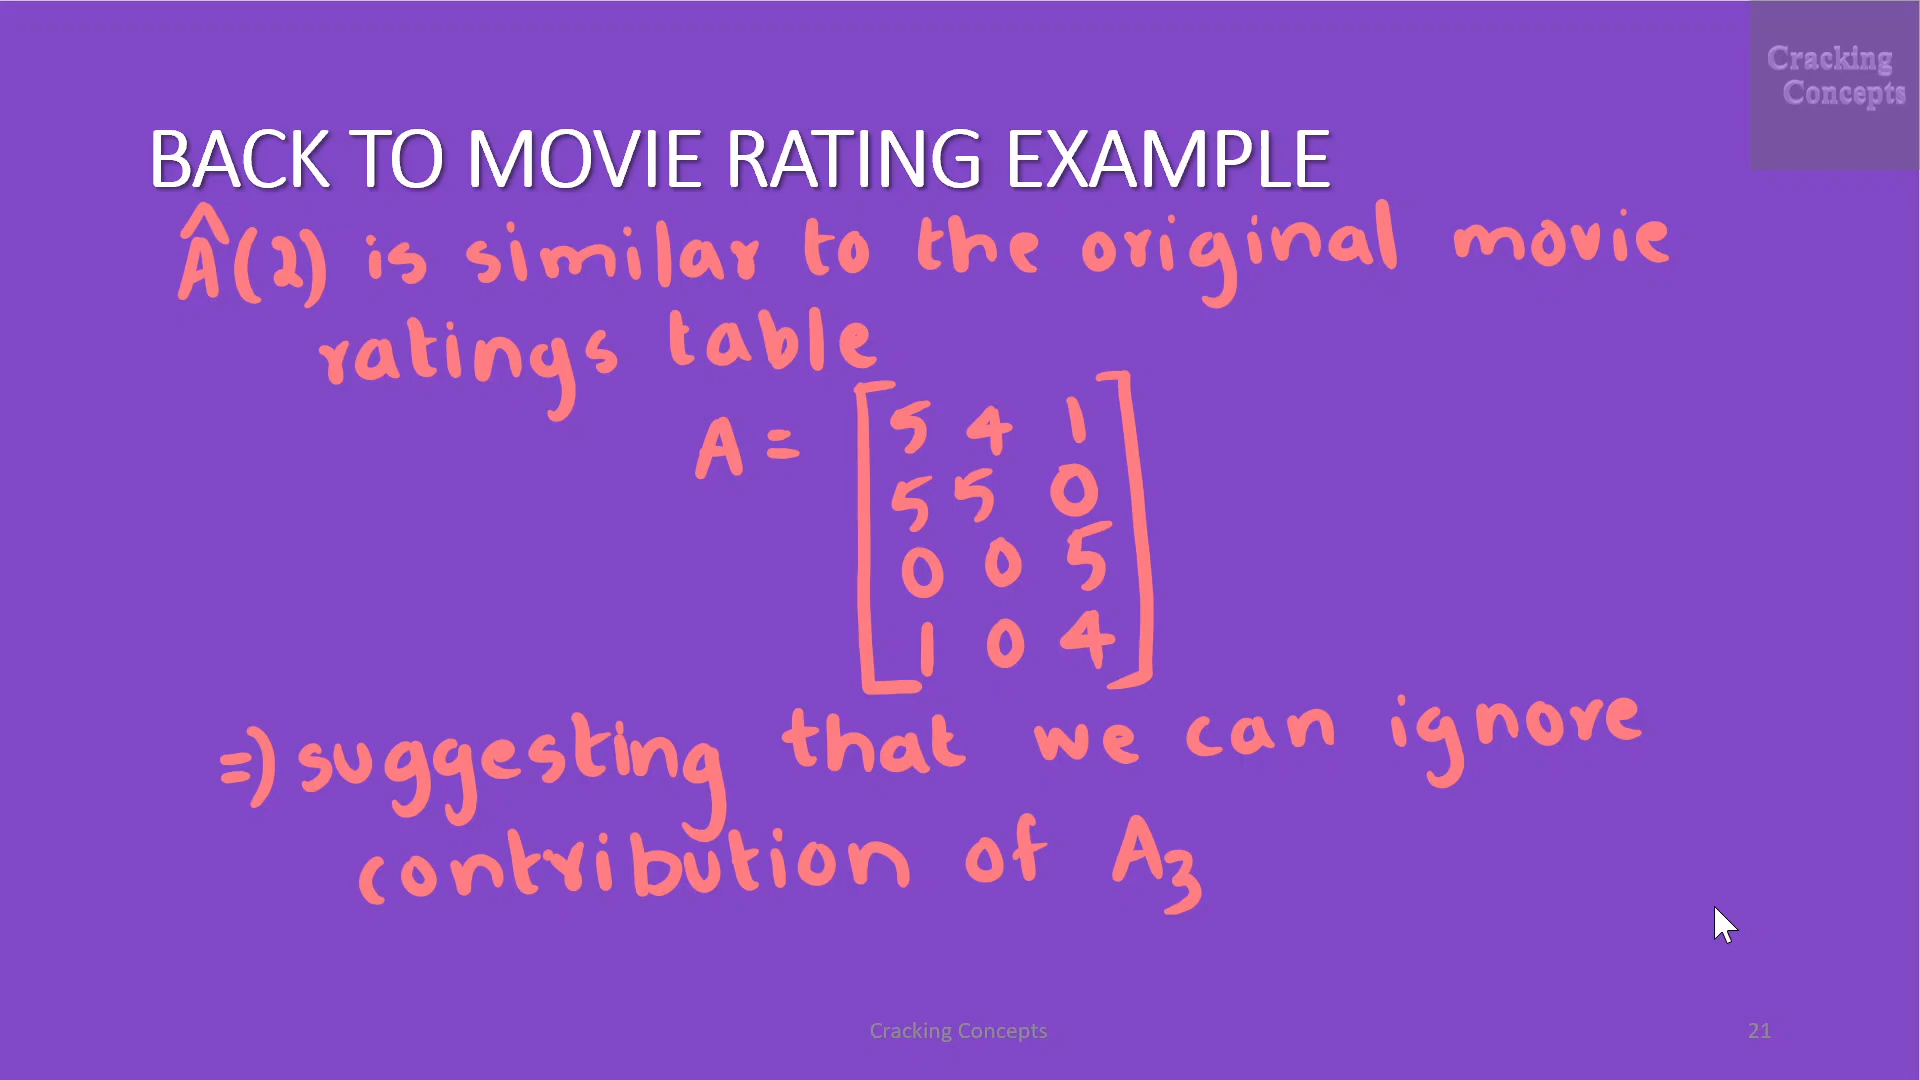 Cracking
Concepts
BACK TO MOVIE RATING EXAMPLE
Â(2) is similar to the original movie
ratings table
A = [5 4 1
5 5 0
0 0 5
1 0 4]
=) suggesting that we can ignore
contribution of A₃
Cracking Concepts
21